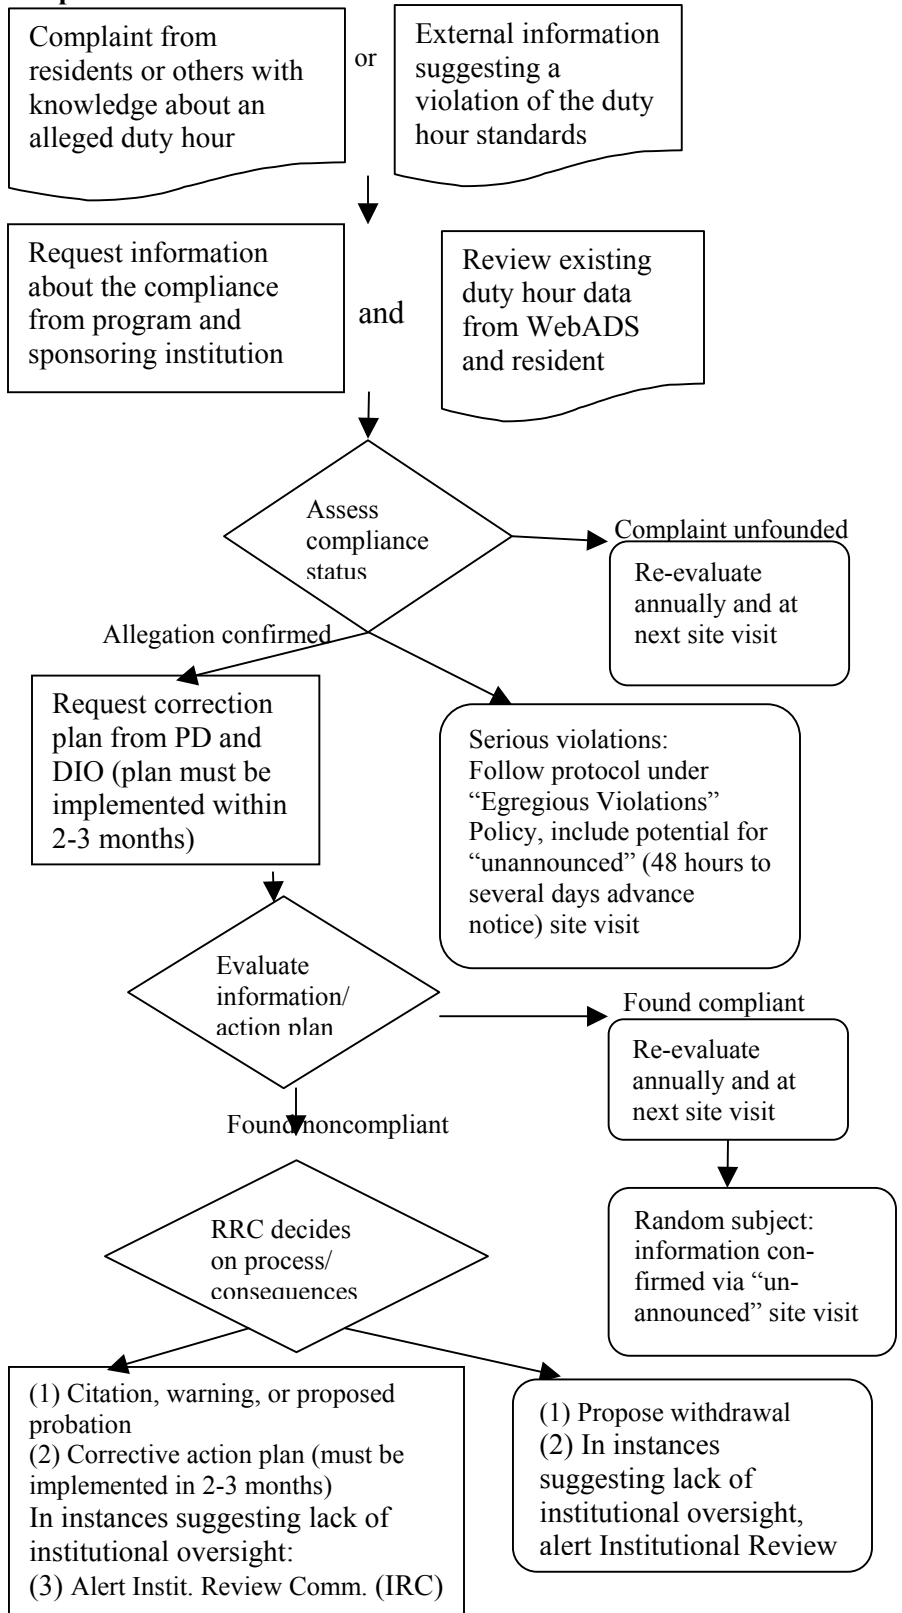 Complaint from
residents or others with
knowledge about an
alleged duty hour
or
External information
suggesting a
violation of the duty
hour standards
Request information
about the compliance
from program and
sponsoring institution
and
Review existing
duty hour data
from WebADS
and resident
Assess
compliance
status
Complaint unfounded
Re-evaluate
annually and at
next site visit
Allegation confirmed
Request correction
plan from PD and
DIO (plan must be
implemented within
2-3 months)
Serious violations:
Follow protocol under
“Egregious Violations”
Policy, include potential for
“unannounced” (48 hours to
several days advance
notice) site visit
Evaluate
information/
action plan
Found compliant
Re-evaluate
annually and at
next site visit
Found noncompliant
Random subject:
information con-
firmed via “un-
announced” site visit
RRC decides
on process/
consequences
(1) Citation, warning, or proposed
probation
(2) Corrective action plan (must be
implemented in 2-3 months)
In instances suggesting lack of
institutional oversight:
(3) Alert Instit. Review Comm. (IRC)
(1) Propose withdrawal
(2) In instances
suggesting lack of
institutional oversight,
alert Institutional Review